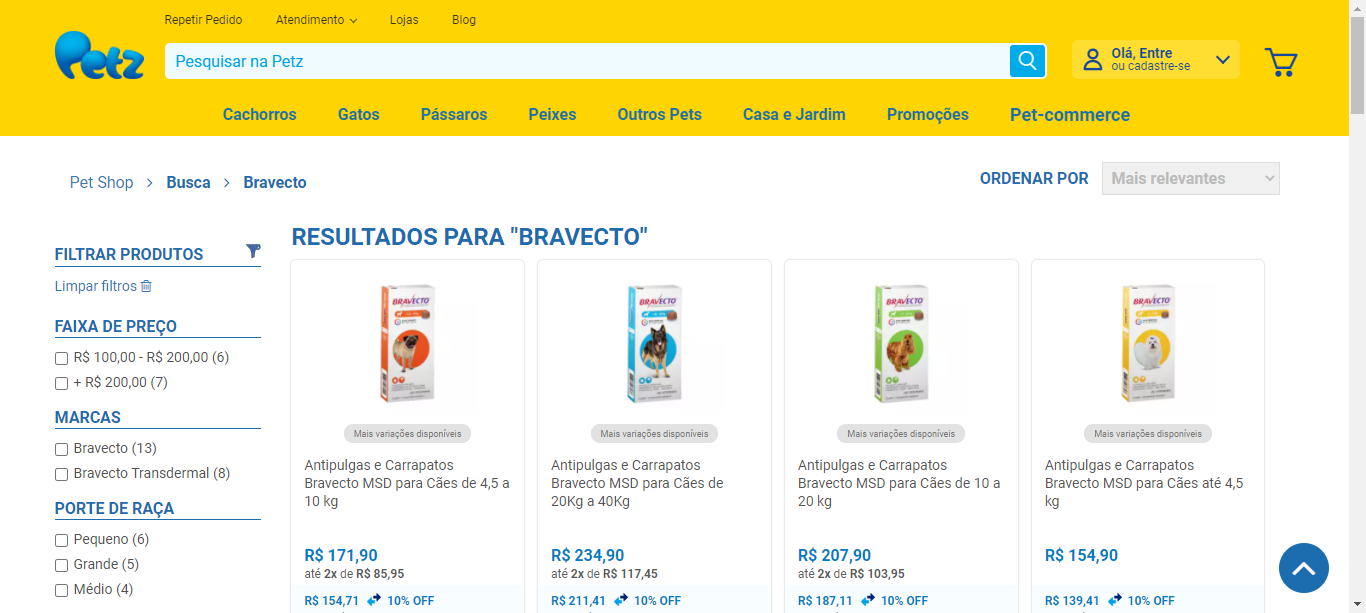 Repetir Pedido Atendimento Lojas Blog
Petz
Pesquisar na Petz
Olá, Entre
ou cadastre-se
Cachorros Gatos Pássaros Peixes Outros Pets Casa e Jardim Promoções Pet-commerce
Pet Shop > Busca > Bravecto
ORDENAR POR Mais relevantes
FILTRAR PRODUTOS
Limpar filtros
FAIXA DE PREÇO
R$ 100,00 - R$ 200,00 (6)
+ R$ 200,00 (7)
MARCAS
Bravecto (13)
Bravecto Transdermal (8)
PORTE DE RAÇA
Pequeno (6)
Grande (5)
Médio (4)
RESULTADOS PARA "BRAVECTO"
BRAVECTO
Mais variações disponíveis
Antipulgas e Carrapatos
Bravecto MSD para Cães de 4,5 a
10 kg
R$ 171,90
até 2x de R$ 85,95
R$ 154,71 10% OFF
BRAVECTO
Mais variações disponíveis
Antipulgas e Carrapatos
Bravecto MSD para Cães de
20Kg a 40Kg
R$ 234,90
até 2x de R$ 117,45
R$ 211,41 10% OFF
BRAVECTO
Mais variações disponíveis
Antipulgas e Carrapatos
Bravecto MSD para Cães de 10 a
20 kg
R$ 207,90
até 2x de R$ 103,95
R$ 187,11 10% OFF
BRAVECTO
Mais variações disponíveis
Antipulgas e Carrapatos
Bravecto MSD para Cães até 4,5
kg
R$ 154,90
R$ 139,41 10% OFF